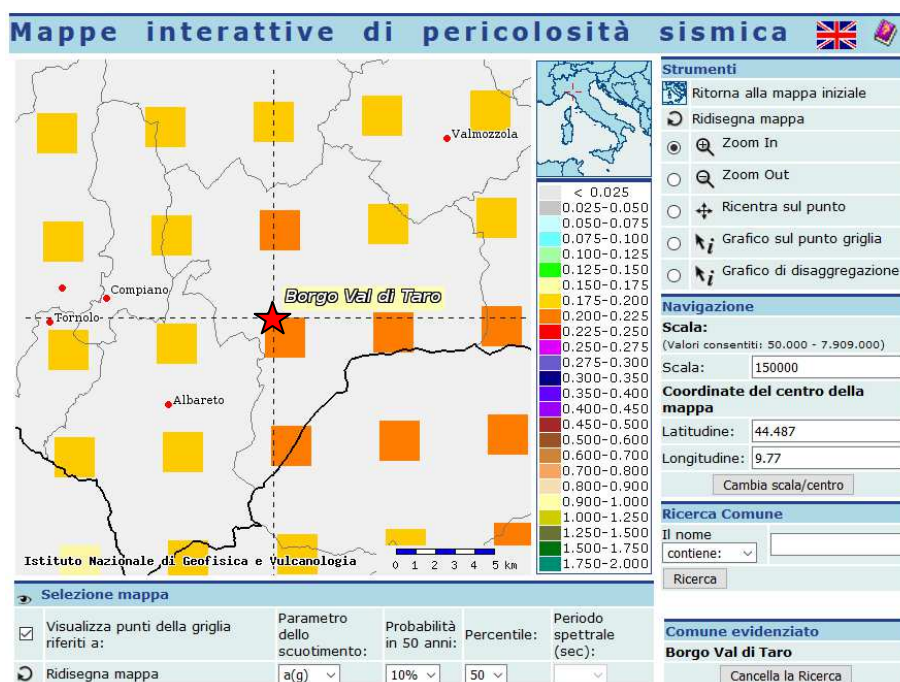 Mappe interattive di pericolosità sismica
Valmozzola
Borgo Val di Taro
Compiano
Tornolo
Albareto
Istituto Nazionale di Geofisica e Vulcanologia
0 1 2 3 4 5 km
< 0.025
0.025-0.050
0.050-0.075
0.075-0.100
0.100-0.125
0.125-0.150
0.150-0.175
0.175-0.200
0.200-0.225
0.225-0.250
0.250-0.275
0.275-0.300
0.300-0.350
0.350-0.400
0.400-0.450
0.450-0.500
0.500-0.600
0.600-0.700
0.700-0.800
0.800-0.900
0.900-1.000
1.000-1.250
1.250-1.500
1.500-1.750
1.750-2.000
Strumenti
Ritorna alla mappa iniziale
Ridisegna mappa
Zoom In
Zoom Out
Ricentra sul punto
Grafico sul punto griglia
Grafico di disaggregazione
Navigazione
Scala:
(Valori consentiti: 50.000 - 7.909.000)
Scala: 150000
Coordinate del centro della
mappa
Latitudine: 44.487
Longitudine: 9.77
Cambia scala/centro
Ricerca Comune
Il nome
contiene:
Ricerca
Comune evidenziato
Borgo Val di Taro
Cancella la Ricerca
Selezione mappa
Visualizza punti della griglia
riferiti a:
Parametro
dello
scuotimento:
Probabilità
in 50 anni:
Percentile:
Periodo
spettrale
(sec):
Ridisegna mappa
a(g)
10%
50